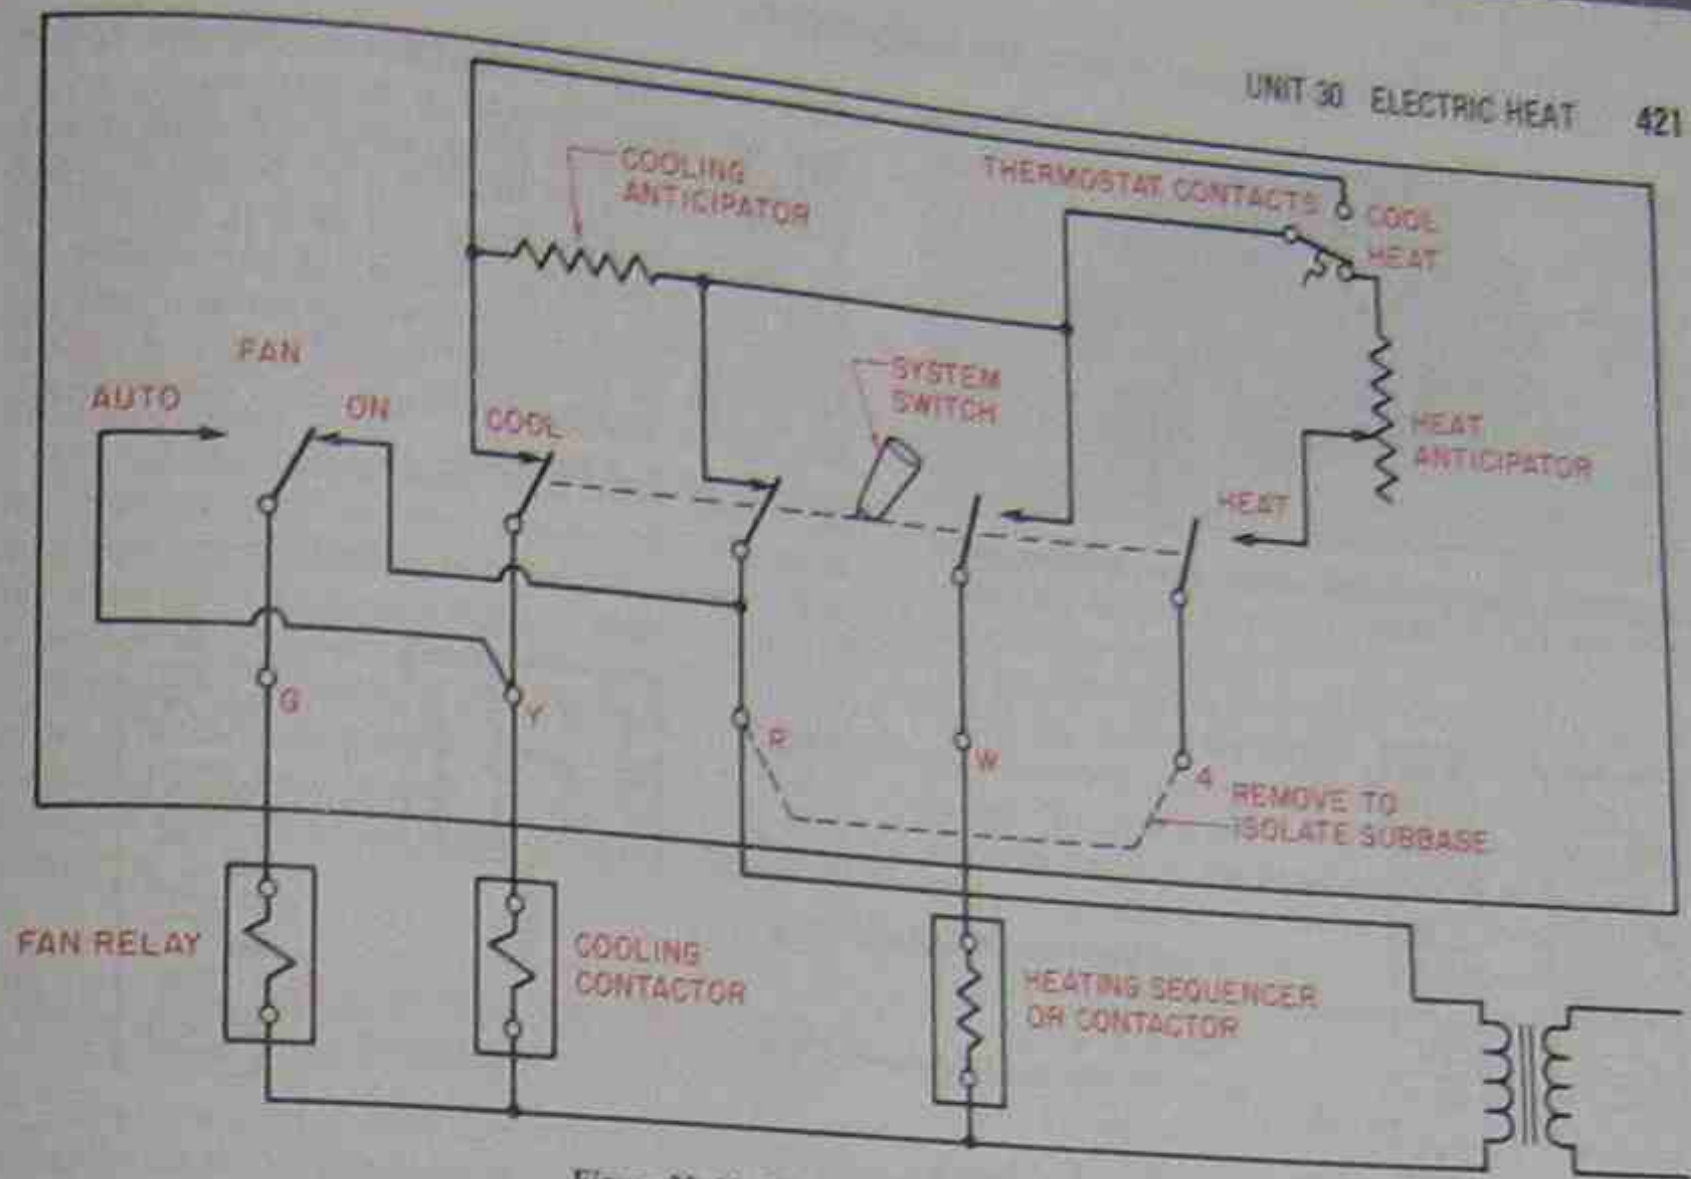 UNIT 30 ELECTRIC HEAT 421
COOLING
ANTICIPATOR
THERMOSTAT CONTACTS
COOL
HEAT
FAN
AUTO
ON
COOL
SYSTEM
SWITCH
HEAT
ANTICIPATOR
HEAT
G
Y
R
W
4
REMOVE TO
ISOLATE SUBBASE
FAN RELAY
COOLING
CONTACTOR
HEATING SEQUENCER
OR CONTACTOR